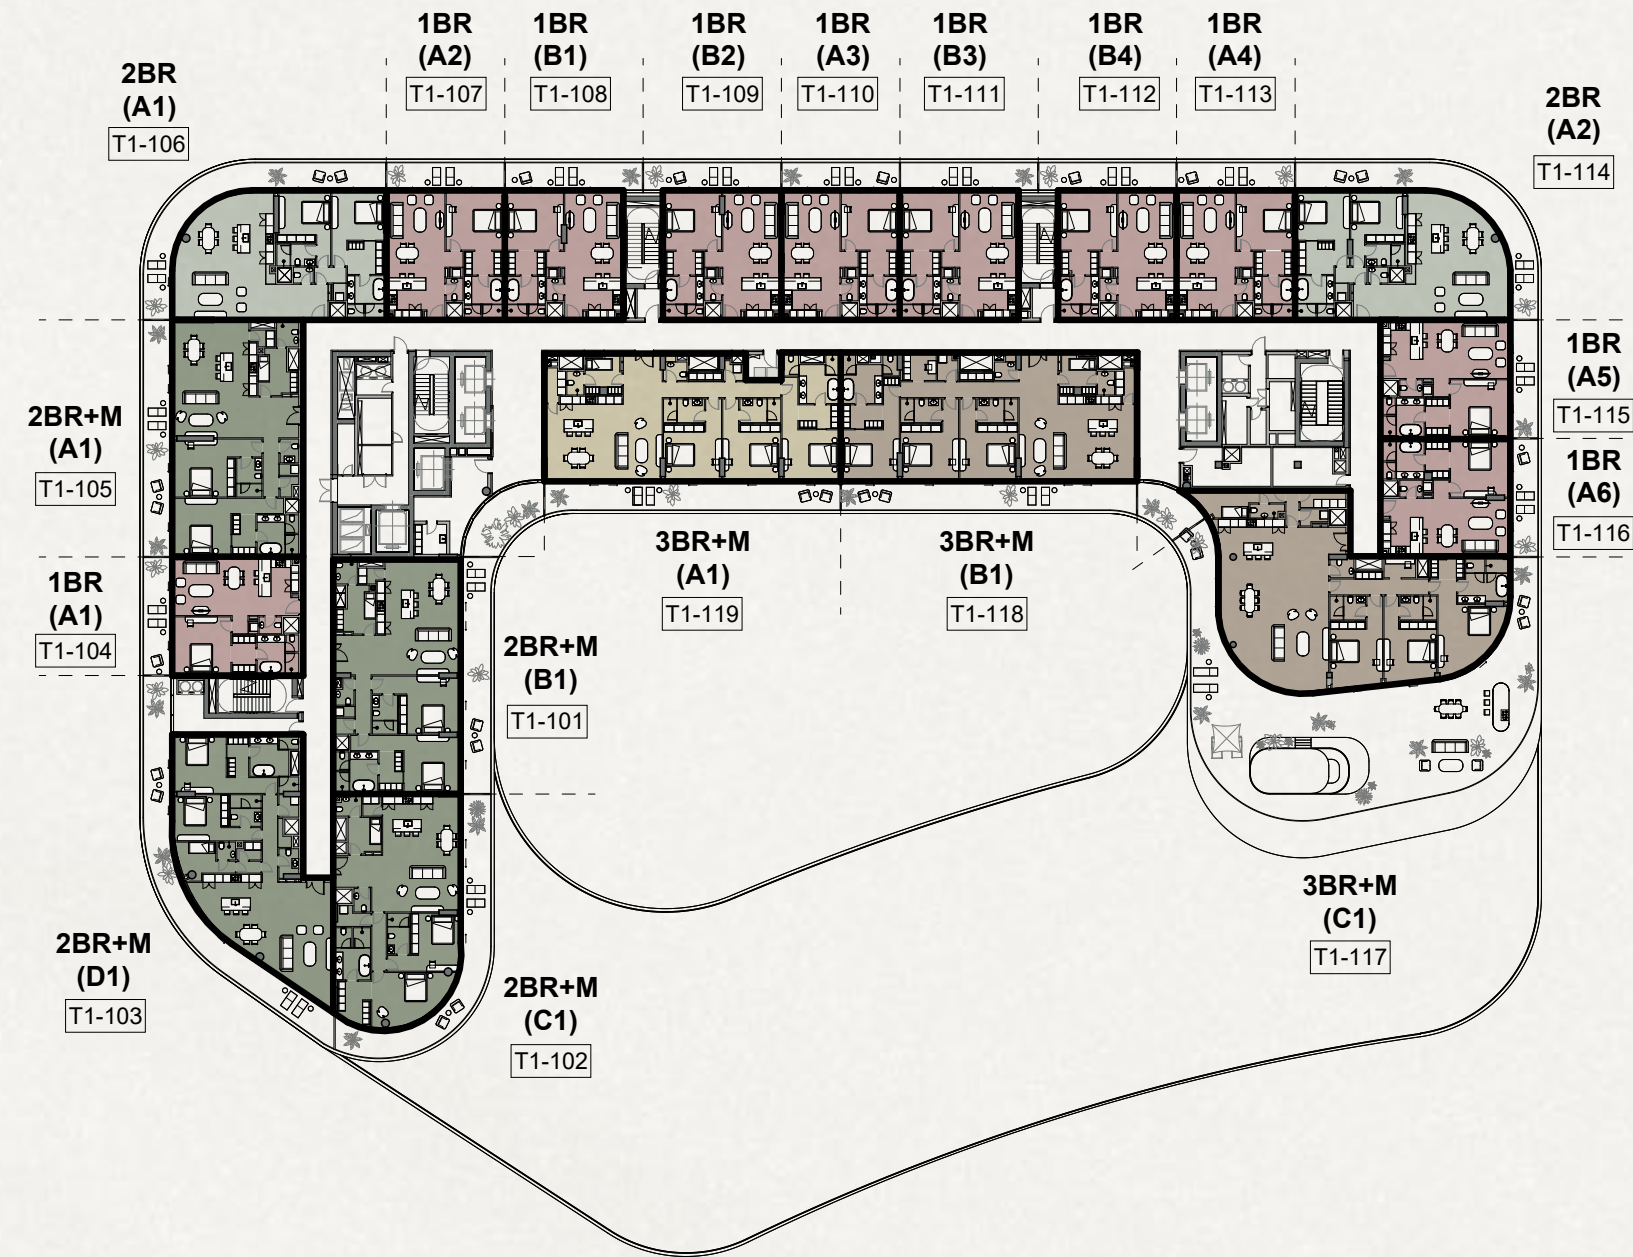 1BR
(A2)
T1-107
1BR
(B1)
T1-108
1BR
(B2)
T1-109
1BR
(A3)
T1-110
1BR
(B3)
T1-111
1BR
(B4)
T1-112
1BR
(A4)
T1-113
2BR
(A1)
T1-106
2BR
(A2)
T1-114
2BR+M
(A1)
T1-105
1BR
(A5)
T1-115
1BR
(A6)
T1-116
3BR+M
(A1)
T1-119
3BR+M
(B1)
T1-118
1BR
(A1)
T1-104
2BR+M
(B1)
T1-101
3BR+M
(C1)
T1-117
2BR+M
(D1)
T1-103
2BR+M
(C1)
T1-102